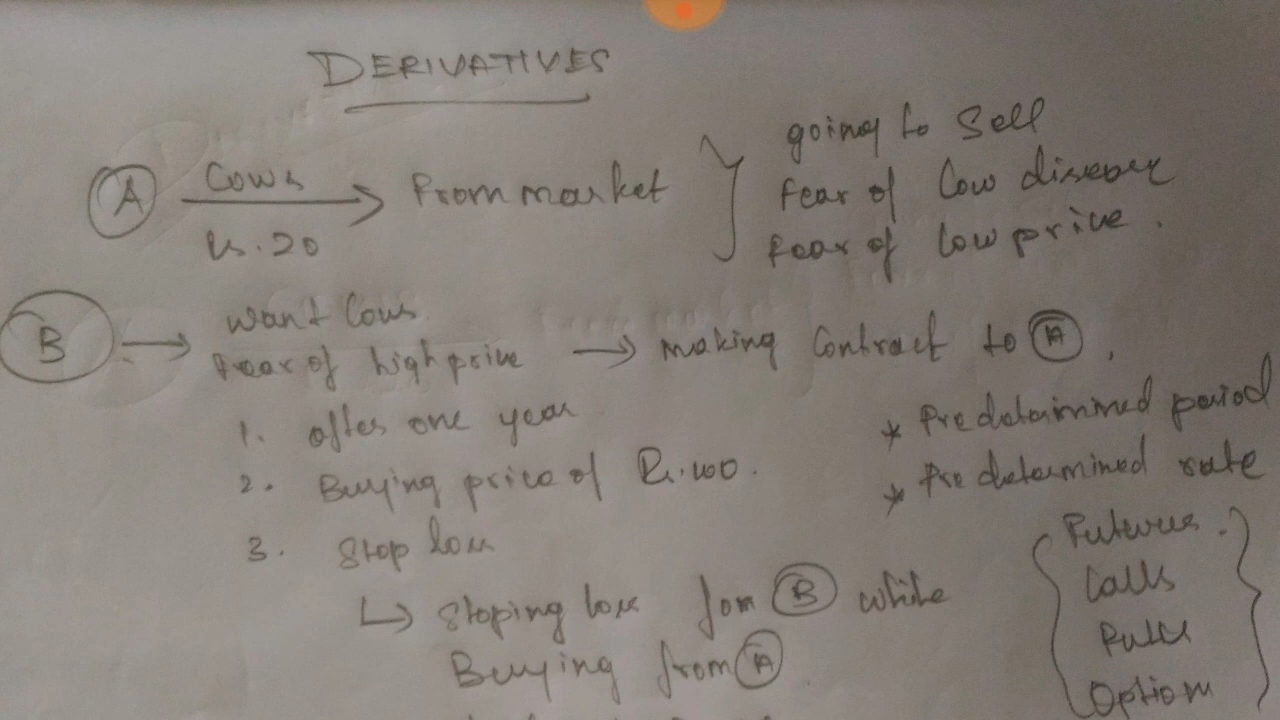 DERIVATIVES
A Cows From market
Rs. 20
going to Sell
Fear of Cow disease
Fear of low price.
B want Cows
Fear of high price → Making Contract to A,
1. after one year
2. Buying price of Rs. 100.
3. Stop loss
↳ Stoping loss for B while
Buying from A.
* Predetermined period
* Predetermined rate
Futures.
Calls
Puts
Option